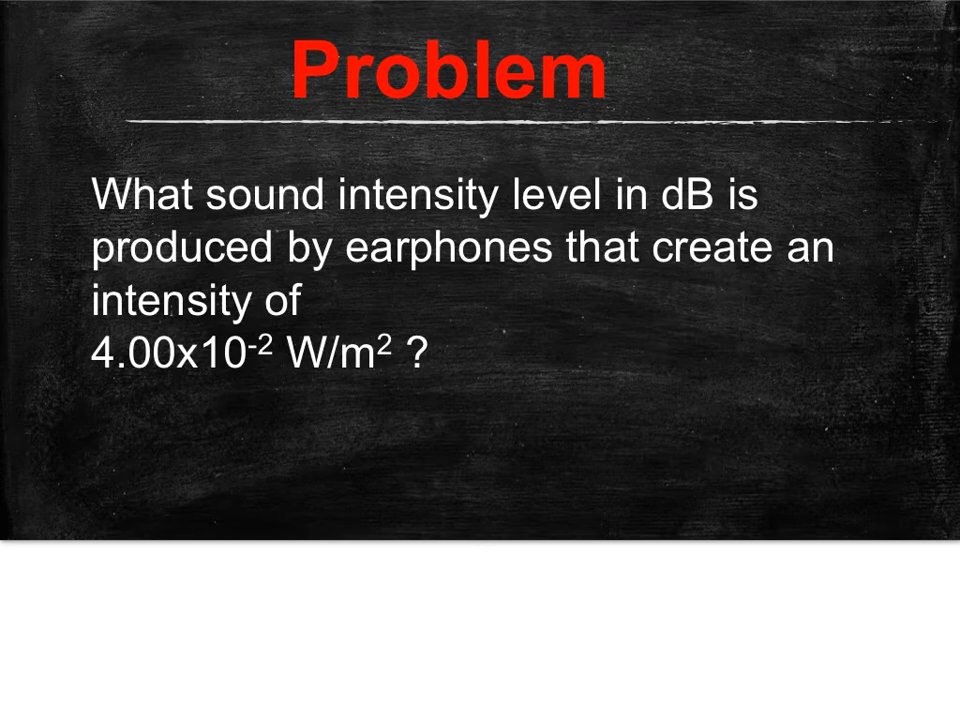 Problem
What sound intensity level in dB is
produced by earphones that create an
intensity of
4.00x10⁻² W/m² ?